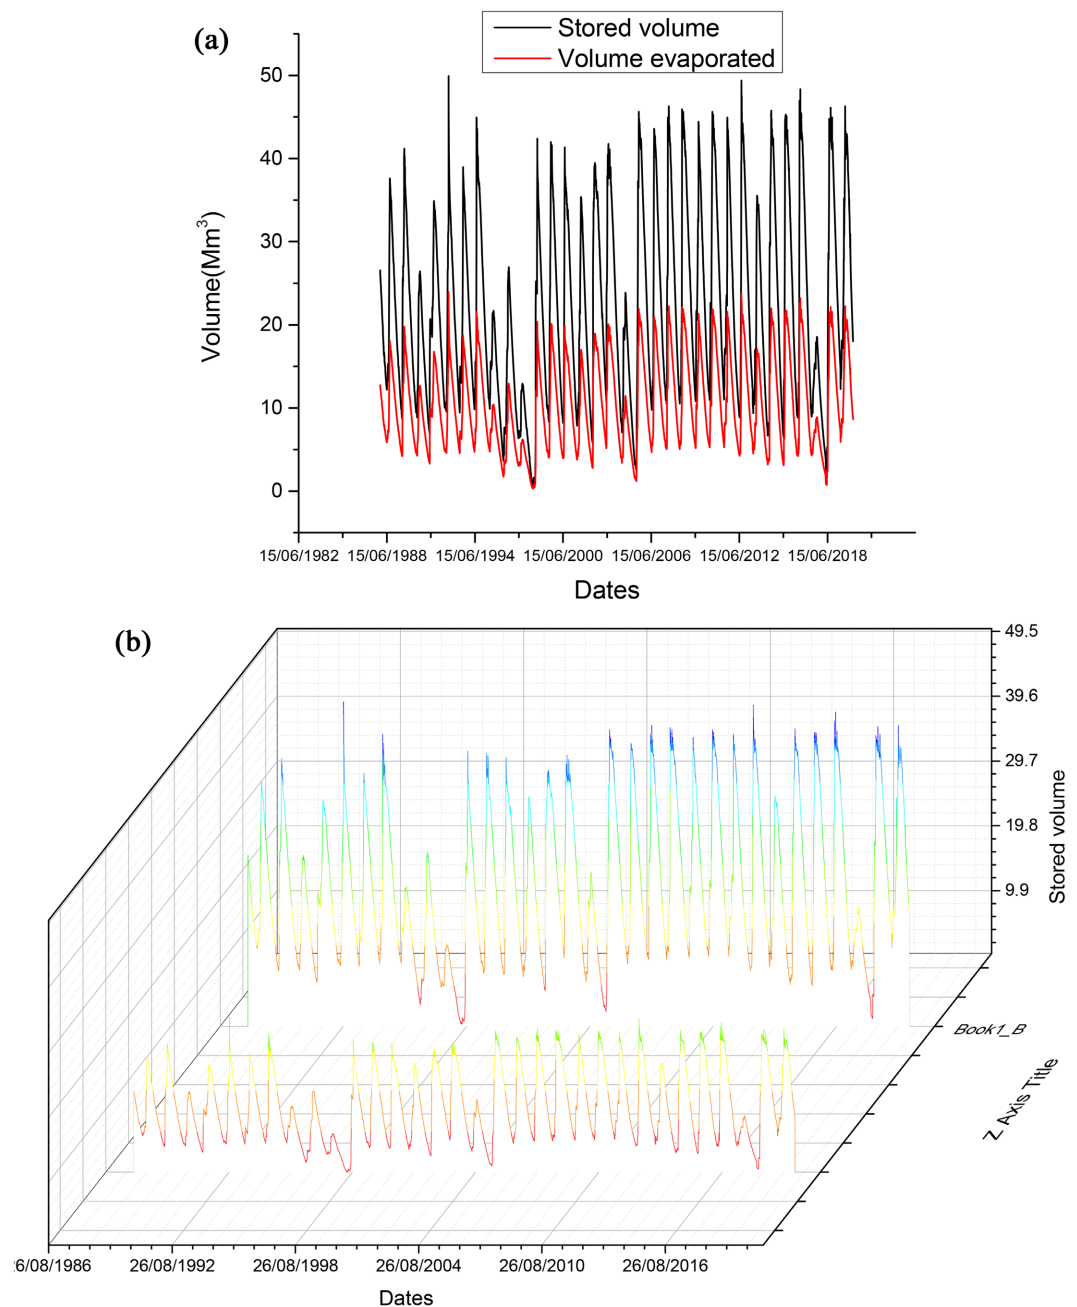 (a)
Stored volume
Volume evaporated
50
40
30
20
10
0
Volume(Mm³)
15/06/1982 15/06/1988 15/06/1994 15/06/2000 15/06/2006 15/06/2012 15/06/2018
Dates
(b)
49.5
39.6
29.7
19.8
9.9
Stored volume
Book1_B
Z Axis Title
6/08/1986 26/08/1992 26/08/1998 26/08/2004 26/08/2010 26/08/2016
Dates